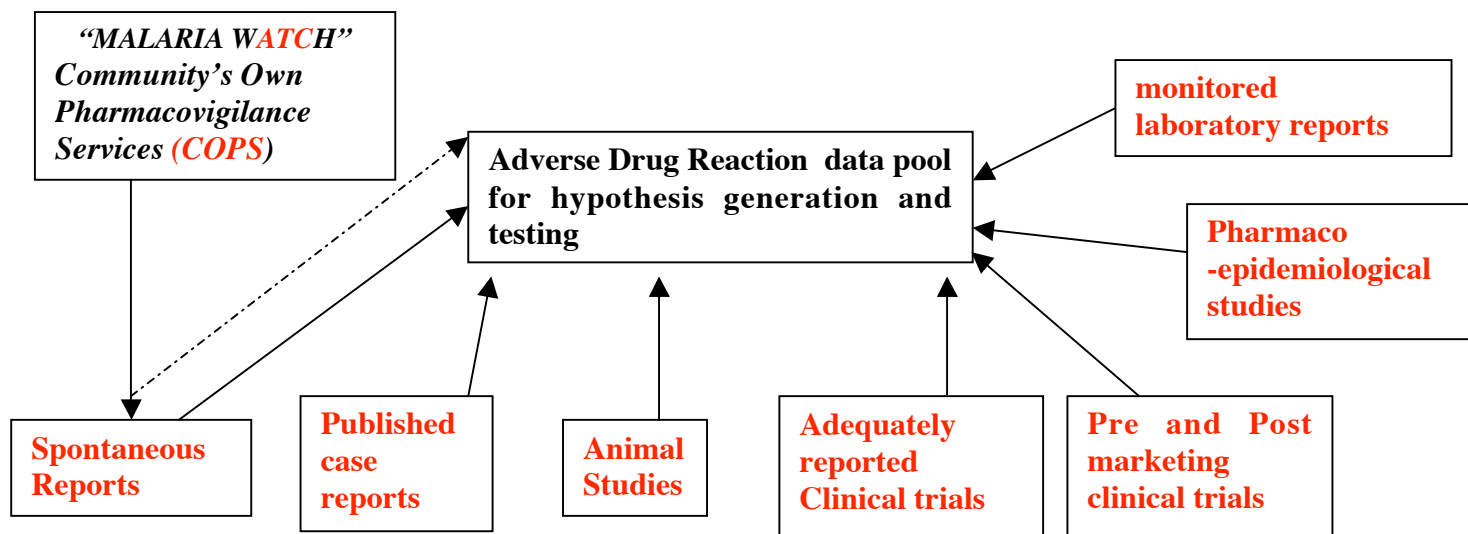 “MALARIA WATCH”
Community’s Own
Pharmacovigilance
Services (COPS)
monitored
laboratory reports
Adverse Drug Reaction data pool
for hypothesis generation and
testing
Pharmaco
-epidemiological
studies
Spontaneous
Reports
Published
case
reports
Animal
Studies
Adequately
reported
Clinical trials
Pre and Post
marketing
clinical trials